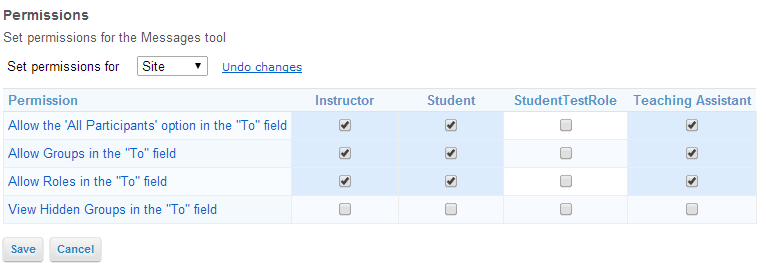 Permissions
Set permissions for the Messages tool
Set permissions for Site Undo changes
Permission Instructor Student StudentTestRole Teaching Assistant
Allow the 'All Participants' option in the "To" field
Allow Groups in the "To" field
Allow Roles in the "To" field
View Hidden Groups in the "To" field
Save Cancel